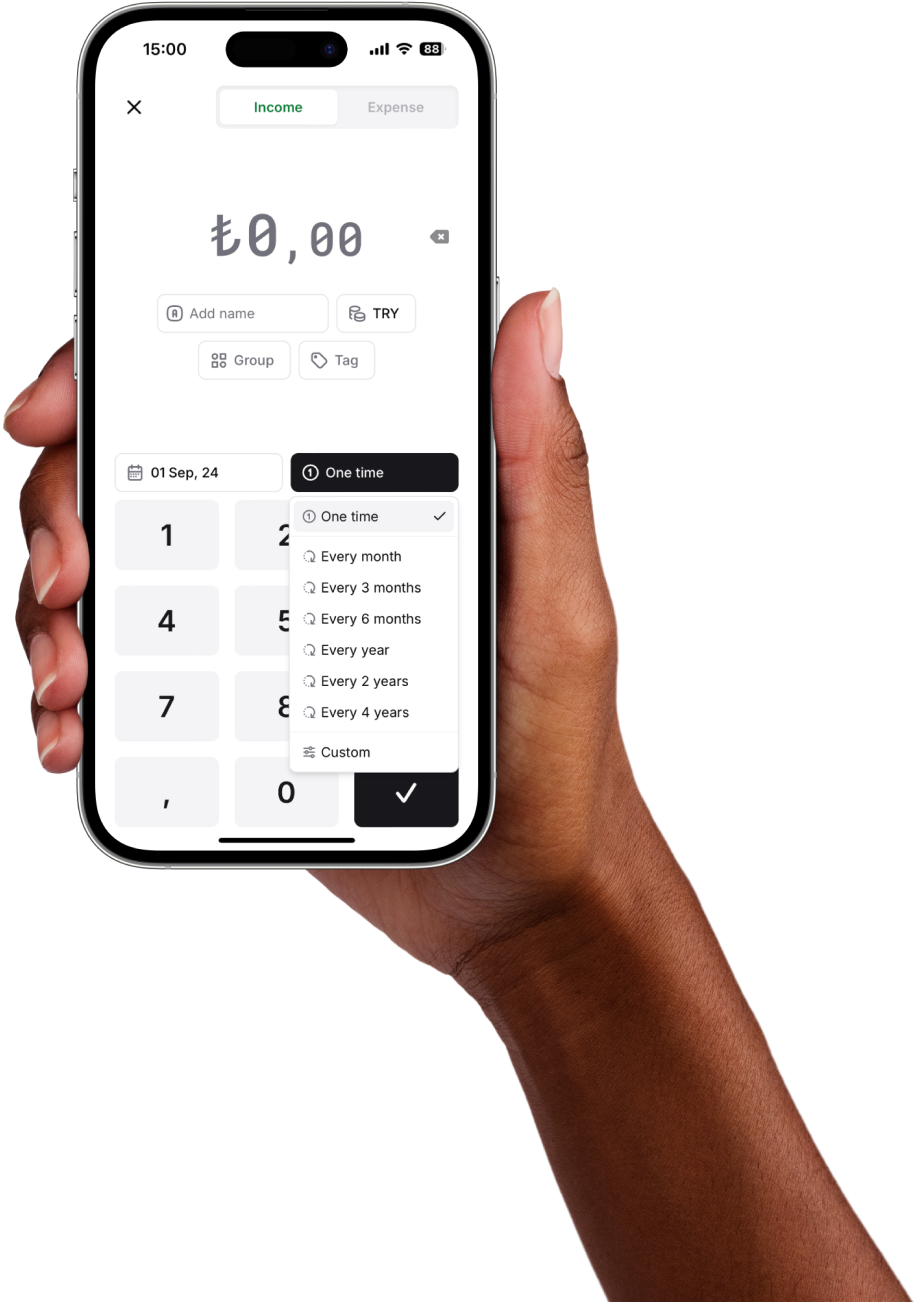 15:00 88
Income Expense
₺0,00
Add name TRY
Group Tag
01 Sep, 24 One time
One time
1 2
Every month
Every 3 months
4 5
Every 6 months
Every year
Every 2 years
7 8
Every 4 years
Custom
, 0